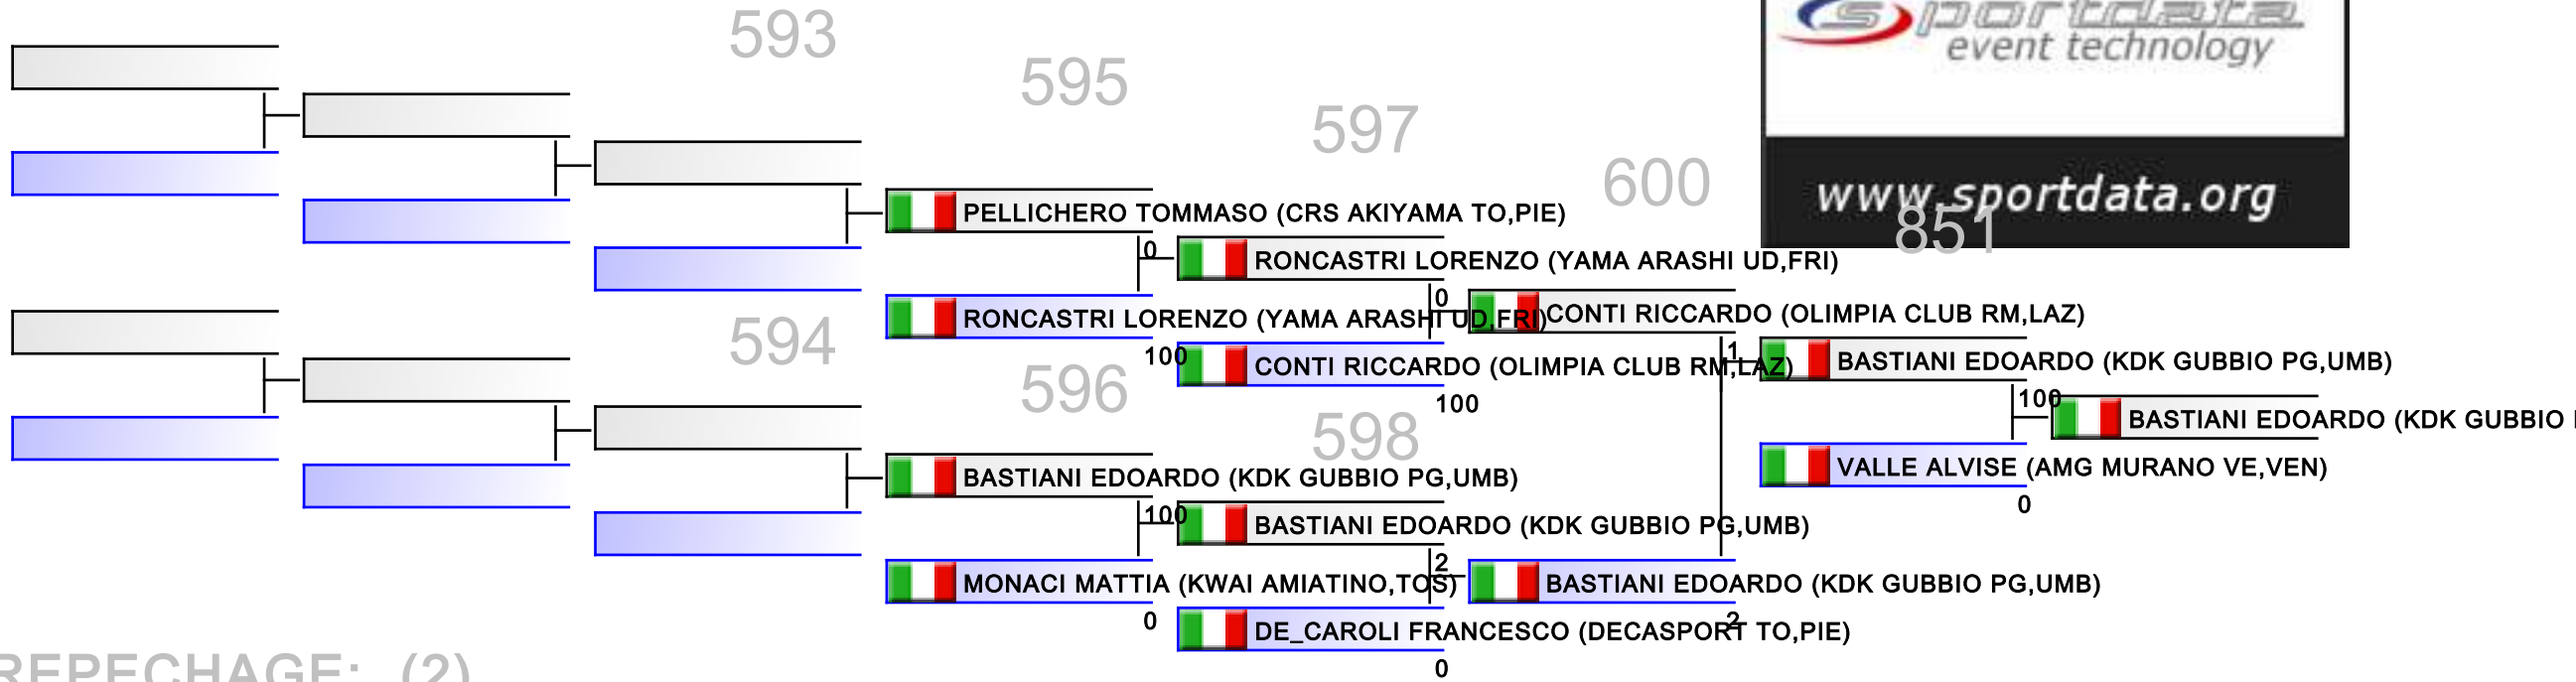 593
sportdata
event technology
595
597
600
www.sportdata.org
851
PELLICHERO TOMMASO (CRS AKIYAMA TO,PIE)
0
RONCASTRI LORENZO (YAMA ARASHI UD,FRI)
0
RONCASTRI LORENZO (YAMA ARASHI UD,FRI)
CONTI RICCARDO (OLIMPIA CLUB RM,LAZ)
594
100
CONTI RICCARDO (OLIMPIA CLUB RM,LAZ)
1
BASTIANI EDOARDO (KDK GUBBIO PG,UMB)
596
100
100
BASTIANI EDOARDO (KDK GUBBIO
598
BASTIANI EDOARDO (KDK GUBBIO PG,UMB)
VALLE ALVISE (AMG MURANO VE,VEN)
0
100
BASTIANI EDOARDO (KDK GUBBIO PG,UMB)
2
MONACI MATTIA (KWAI AMIATINO,TOS)
BASTIANI EDOARDO (KDK GUBBIO PG,UMB)
0
2
DE_CAROLI FRANCESCO (DECASPORT TO,PIE)
0
REPECHAGE: (2)